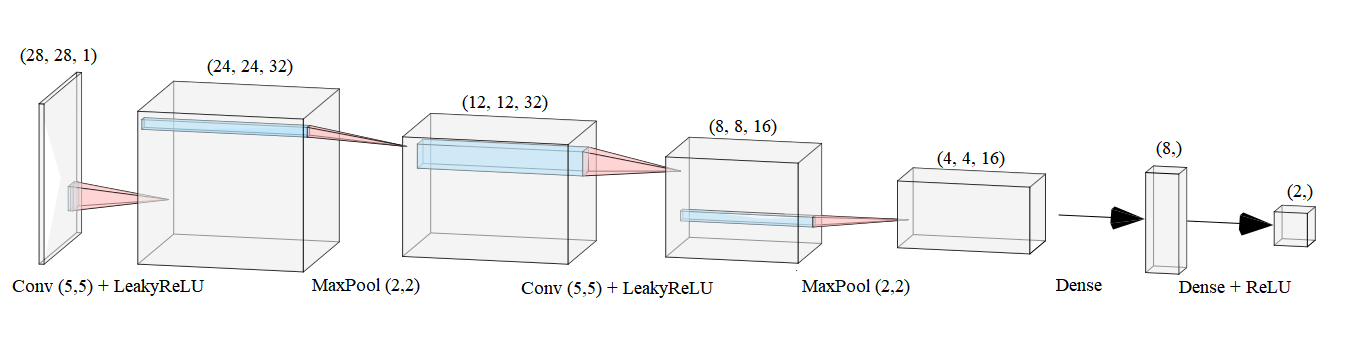 (28, 28, 1)
(24, 24, 32)
(12, 12, 32)
(8, 8, 16)
(4, 4, 16)
(8,)
(2,)
Conv (5,5) + LeakyReLU
MaxPool (2,2)
Conv (5,5) + LeakyReLU
MaxPool (2,2)
Dense
Dense + ReLU